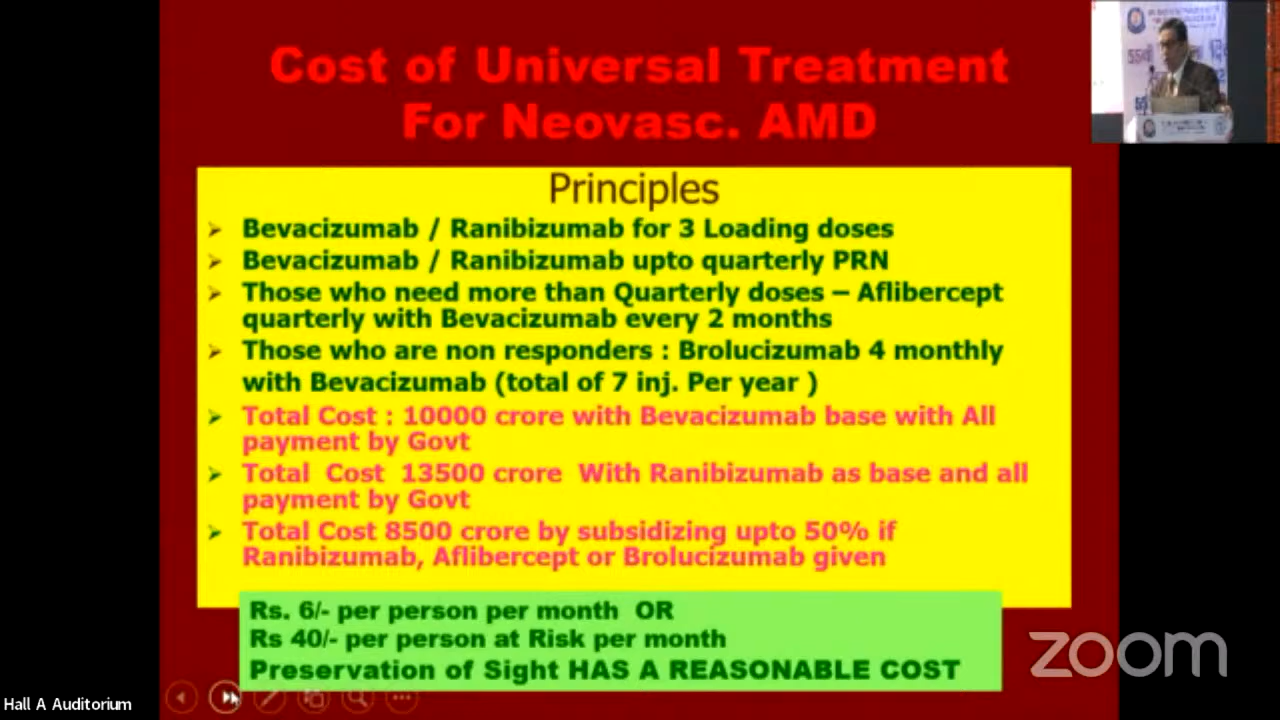 Cost of Universal Treatment
For Neovasc. AMD
Principles
➢ Bevacizumab / Ranibizumab for 3 Loading doses
➢ Bevacizumab / Ranibizumab upto quarterly PRN
➢ Those who need more than Quarterly doses – Aflibercept
quarterly with Bevacizumab every 2 months
➢ Those who are non responders : Brolucizumab 4 monthly
with Bevacizumab (total of 7 inj. Per year )
➢ Total Cost : 10000 crore with Bevacizumab base with All
payment by Govt
➢ Total Cost 13500 crore With Ranibizumab as base and all
payment by Govt
➢ Total Cost 8500 crore by subsidizing upto 50% if
Ranibizumab, Aflibercept or Brolucizumab given
Rs. 6/- per person per month OR
Rs 40/- per person at Risk per month
Preservation of Sight HAS A REASONABLE COST
zoom
Hall A Auditorium